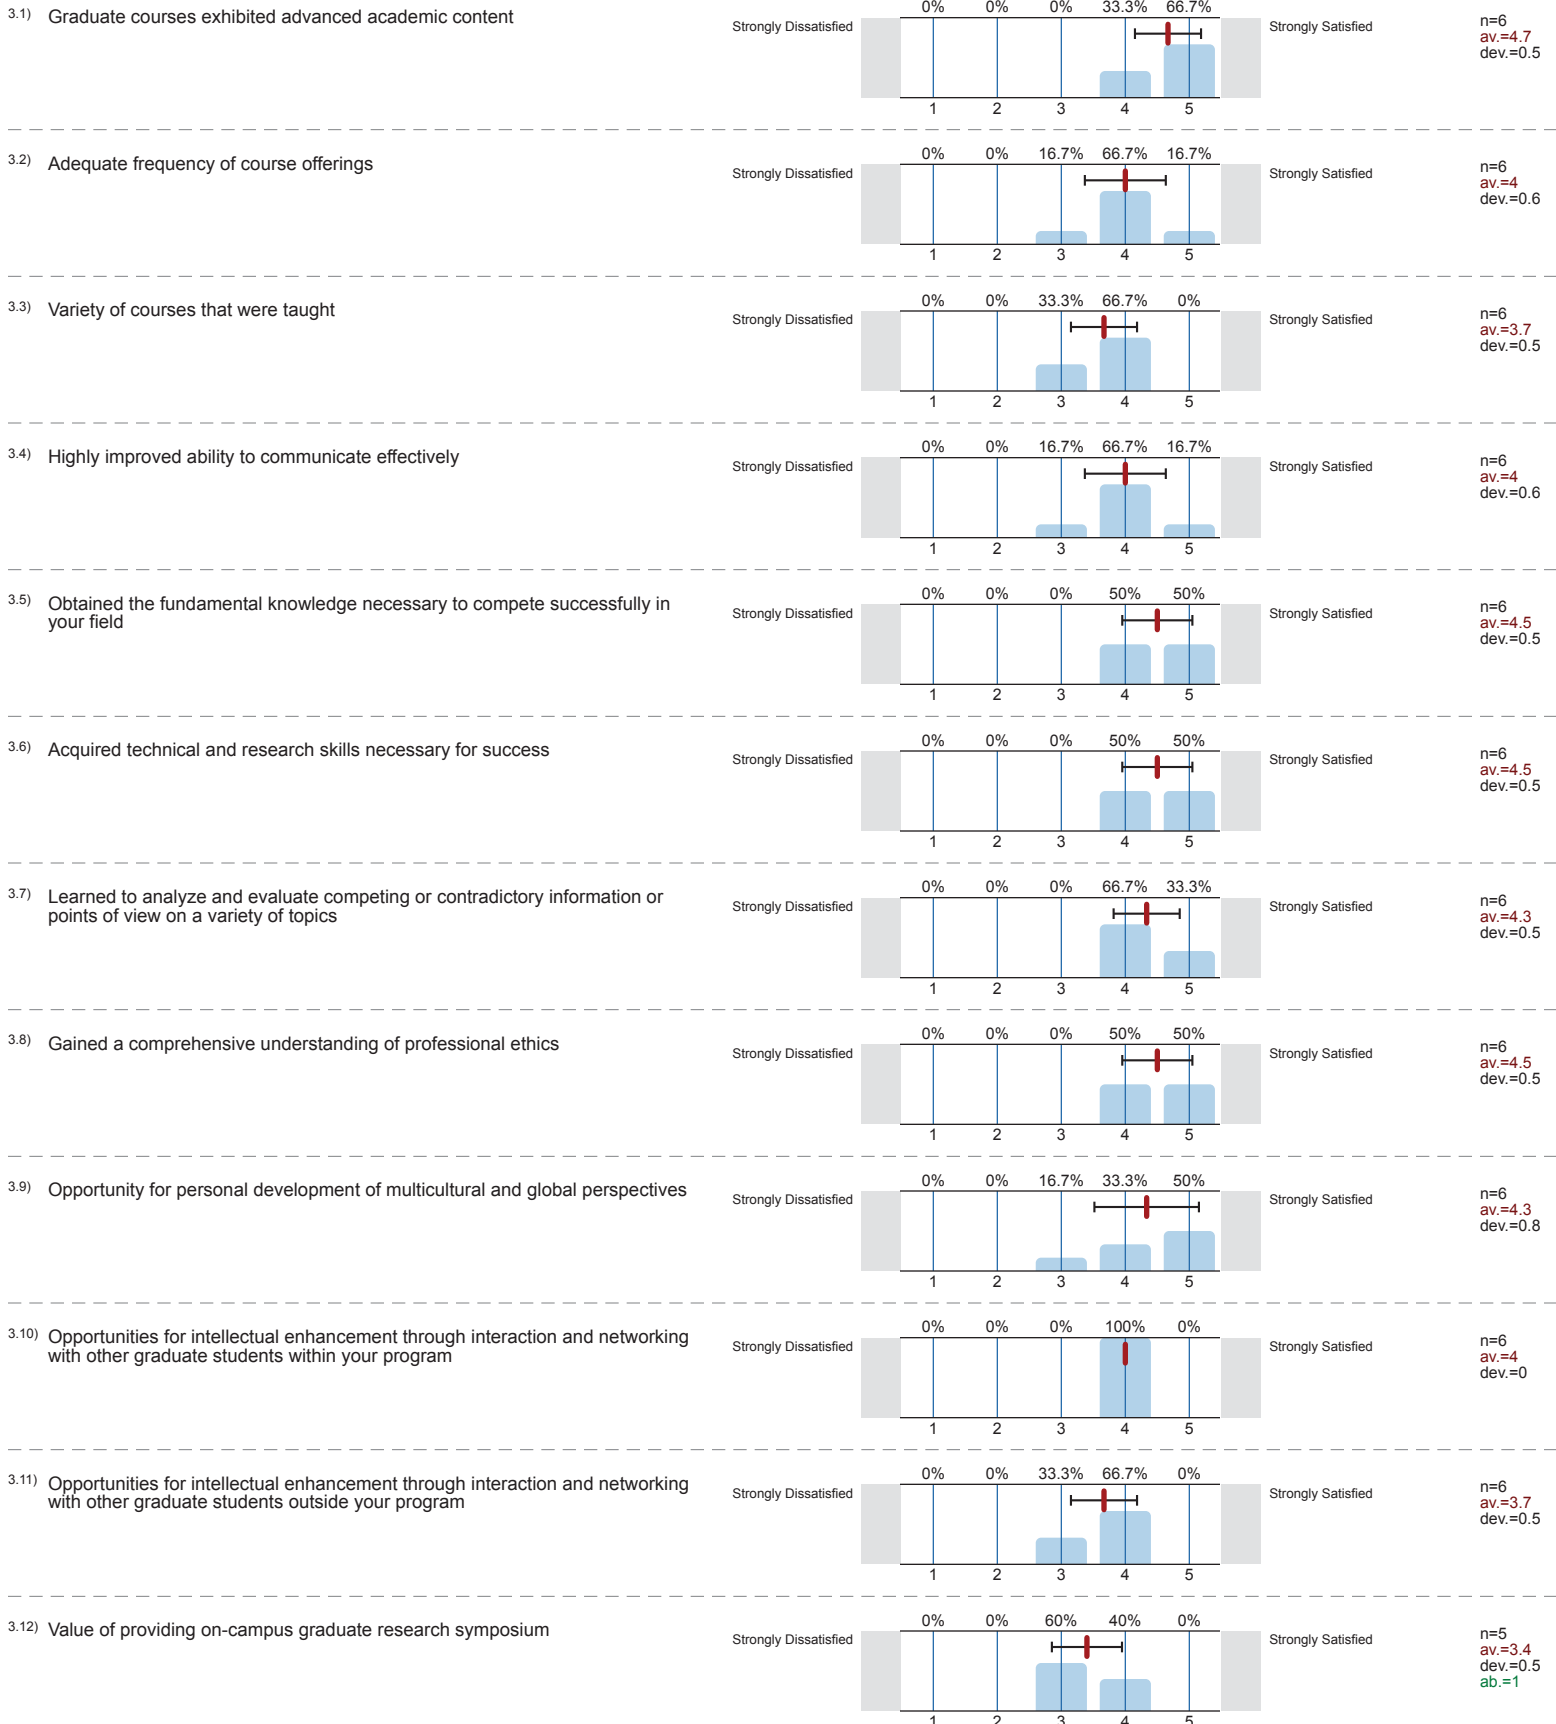 3.1) Graduate courses exhibited advanced academic content
Strongly Dissatisfied
0% 0% 0% 33.3% 66.7%
1 2 3 4 5
Strongly Satisfied
n=6
av.=4.7
dev.=0.5
3.2) Adequate frequency of course offerings
Strongly Dissatisfied
0% 0% 16.7% 66.7% 16.7%
1 2 3 4 5
Strongly Satisfied
n=6
av.=4
dev.=0.6
3.3) Variety of courses that were taught
Strongly Dissatisfied
0% 0% 33.3% 66.7% 0%
1 2 3 4 5
Strongly Satisfied
n=6
av.=3.7
dev.=0.5
3.4) Highly improved ability to communicate effectively
Strongly Dissatisfied
0% 0% 16.7% 66.7% 16.7%
1 2 3 4 5
Strongly Satisfied
n=6
av.=4
dev.=0.6
3.5) Obtained the fundamental knowledge necessary to compete successfully in
your field
Strongly Dissatisfied
0% 0% 0% 50% 50%
1 2 3 4 5
Strongly Satisfied
n=6
av.=4.5
dev.=0.5
3.6) Acquired technical and research skills necessary for success
Strongly Dissatisfied
0% 0% 0% 50% 50%
1 2 3 4 5
Strongly Satisfied
n=6
av.=4.5
dev.=0.5
3.7) Learned to analyze and evaluate competing or contradictory information or
points of view on a variety of topics
Strongly Dissatisfied
0% 0% 0% 66.7% 33.3%
1 2 3 4 5
Strongly Satisfied
n=6
av.=4.3
dev.=0.5
3.8) Gained a comprehensive understanding of professional ethics
Strongly Dissatisfied
0% 0% 0% 50% 50%
1 2 3 4 5
Strongly Satisfied
n=6
av.=4.5
dev.=0.5
3.9) Opportunity for personal development of multicultural and global perspectives
Strongly Dissatisfied
0% 0% 16.7% 33.3% 50%
1 2 3 4 5
Strongly Satisfied
n=6
av.=4.3
dev.=0.8
3.10) Opportunities for intellectual enhancement through interaction and networking
with other graduate students within your program
Strongly Dissatisfied
0% 0% 0% 100% 0%
1 2 3 4 5
Strongly Satisfied
n=6
av.=4
dev.=0
3.11) Opportunities for intellectual enhancement through interaction and networking
with other graduate students outside your program
Strongly Dissatisfied
0% 0% 33.3% 66.7% 0%
1 2 3 4 5
Strongly Satisfied
n=6
av.=3.7
dev.=0.5
3.12) Value of providing on-campus graduate research symposium
Strongly Dissatisfied
0% 0% 60% 40% 0%
1 2 3 4 5
Strongly Satisfied
n=5
av.=3.4
dev.=0.5
ab.=1